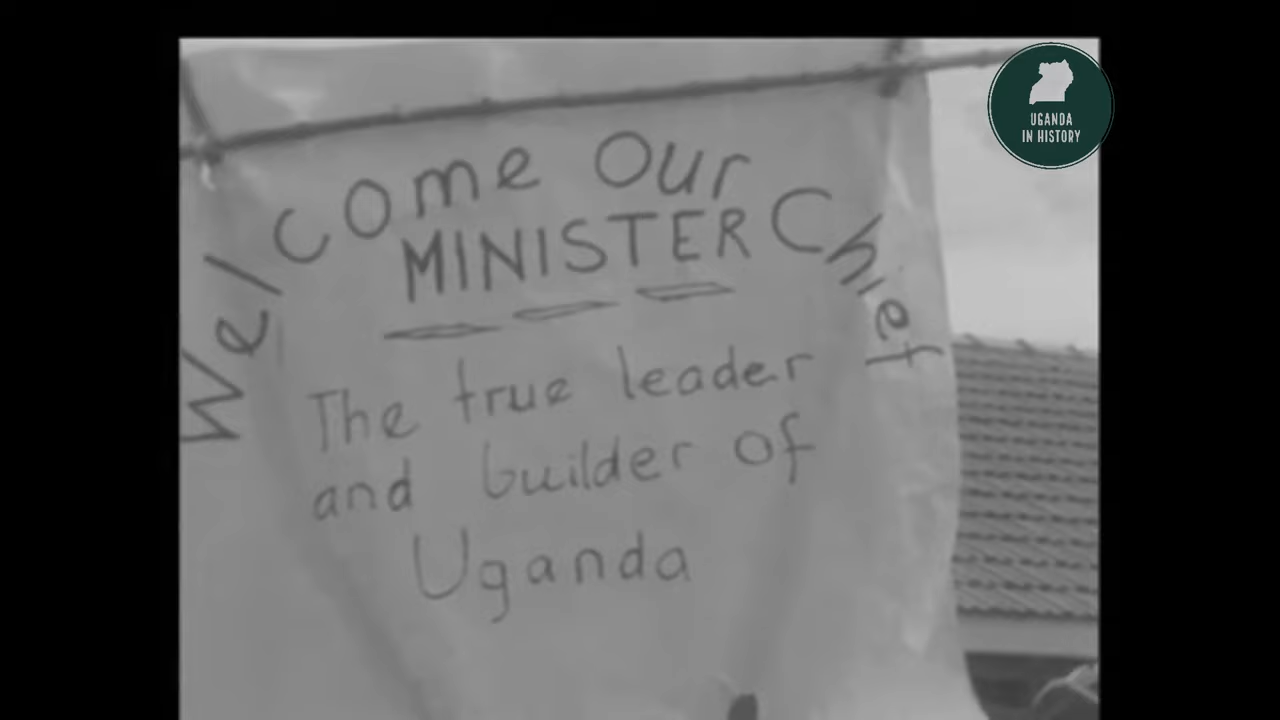 Welcome Our Chief
MINISTER
The true leader
and builder of
Uganda
UGANDA
IN HISTORY